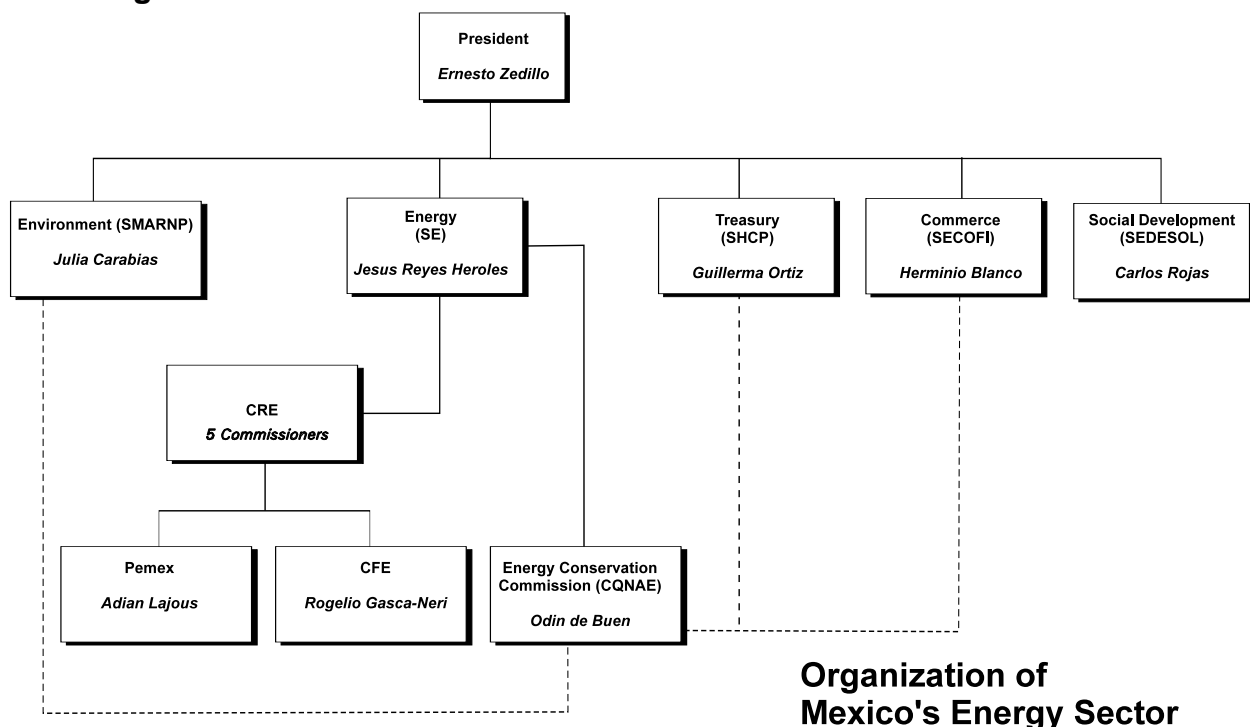 President
Ernesto Zedillo
Environment (SMARNP)
Julia Carabias
Energy
(SE)
Jesus Reyes Heroles
Treasury
(SHCP)
Guillerma Ortiz
Commerce
(SECOFI)
Herminio Blanco
Social Development
(SEDESOL)
Carlos Rojas
CRE
5 Commissioners
Pemex
Adian Lajous
CFE
Rogelio Gasca-Neri
Energy Conservation
Commission (CQNAE)
Odin de Buen
Organization of
Mexico's Energy Sector